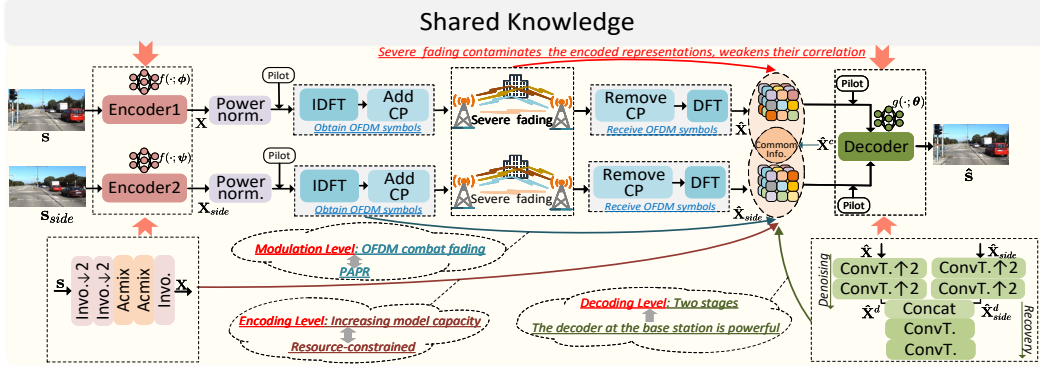 Shared Knowledge
Severe fading contaminates the encoded representations, weakens their correlation
f(·; ϕ)
Encoder1
s
X
Power norm.
Pilot
IDFT
Add CP
Obtain OFDM symbols
Severe fading
Remove CP
DFT
Receive OFDM symbols
X̂
Pilot
g(·; θ)
Commom Info.
X̂ᶜ
Decoder
ŝ
f(·; ψ)
Encoder2
s_side
X_side
Power norm.
Pilot
IDFT
Add CP
Obtain OFDM symbols
Severe fading
Remove CP
DFT
Receive OFDM symbols
X̂_side
Pilot
Modulation Level: OFDM combat fading
PAPR
s
Invo.↓2
Invo.↓2
Acmix
Acmix
Invo.
X
Encoding Level: Increasing model capacity
Resource-constrained
Decoding Level: Two stages
The decoder at the base station is powerful
X̂
X̂_side
Denoising
ConvT.↑2
ConvT.↑2
ConvT.↑2
ConvT.↑2
X̂ᵈ
Concat
X̂ᵈ_side
ConvT.
ConvT.
Recovery